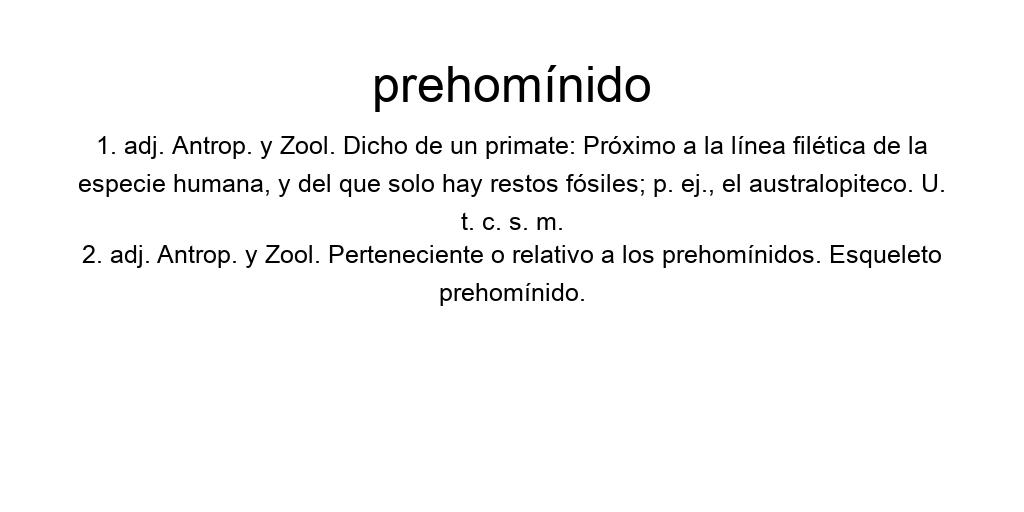 prehomínido
1. adj. Antrop. y Zool. Dicho de un primate: Próximo a la línea filética de la
especie humana, y del que solo hay restos fósiles; p. ej., el australopiteco. U.
t. c. s. m.
2. adj. Antrop. y Zool. Perteneciente o relativo a los prehomínidos. Esqueleto
prehomínido.